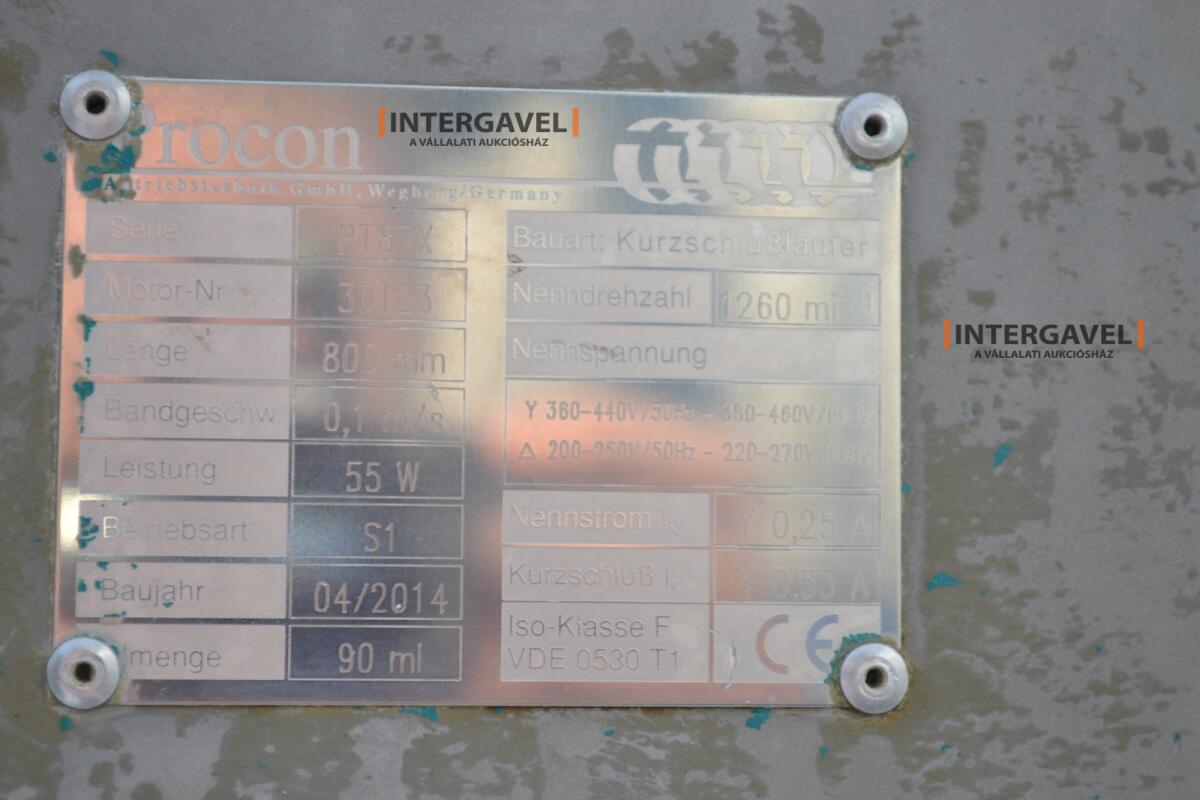 Procon
Antriebstechnik GmbH, Wegberg/Germany
INTERGAVEL
A VÁLLALATI AUKCIÓSHÁZ
Serie PT87X
Motor-Nr. 30123
Länge 800 mm
Bandgeschw. 0,1 m/s
Leistung 55 W
Betriebsart S1
Baujahr 04/2014
Ölmenge 90 ml
Bauart: Kurzschlußläufer
Nenndrehzahl 1260 min-1
Nennspannung
Y 360-440V/50Hz - 380-460V/60Hz
Δ 200-250V/50Hz - 220-270V/60Hz
Nennstrom Y 0,25 A
Kurzschluß Y 0,55 A
Iso-Klasse F
VDE 0530 T1
CE
INTERGAVEL
A VÁLLALATI AUKCIÓSHÁZ